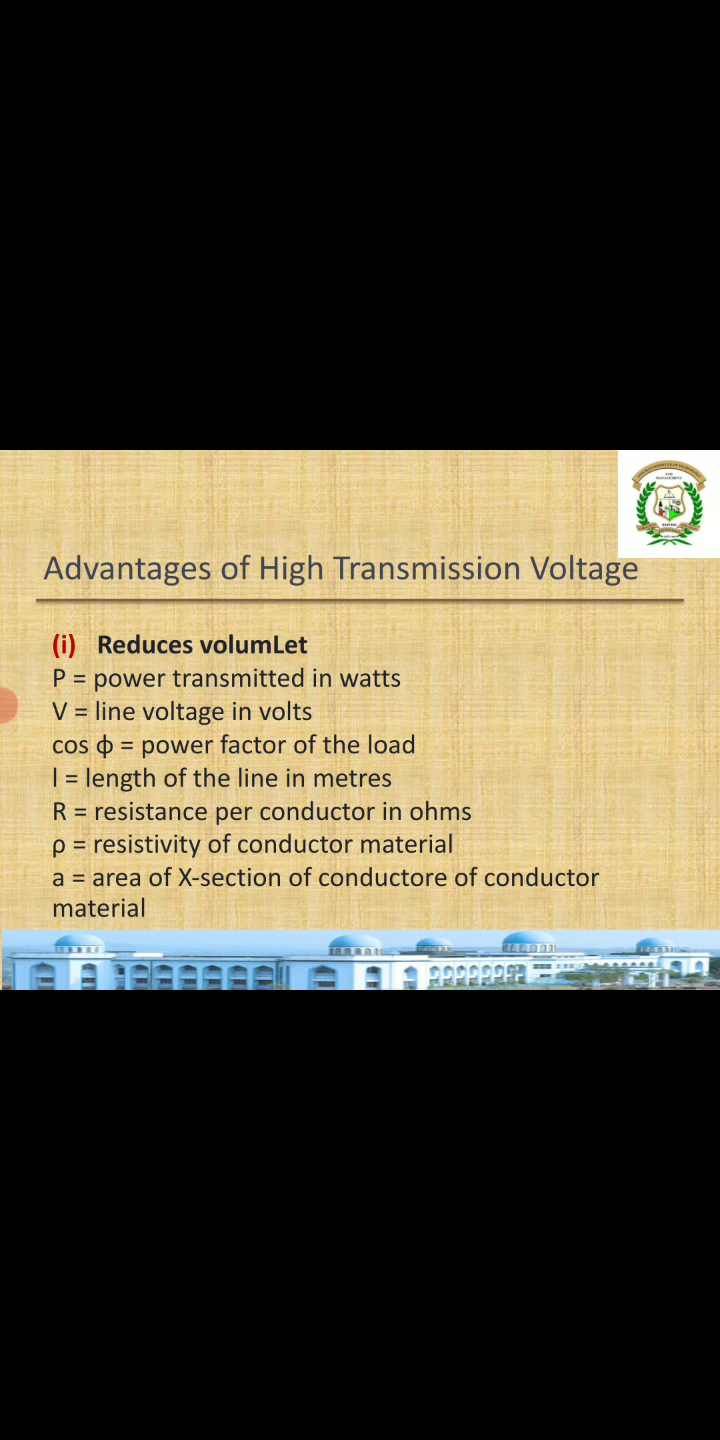 AND
MANAGEMENT
Advantages of High Transmission Voltage
(i) Reduces volumLet
P = power transmitted in watts
V = line voltage in volts
cos ϕ = power factor of the load
l = length of the line in metres
R = resistance per conductor in ohms
ρ = resistivity of conductor material
a = area of X-section of conductore of conductor
material